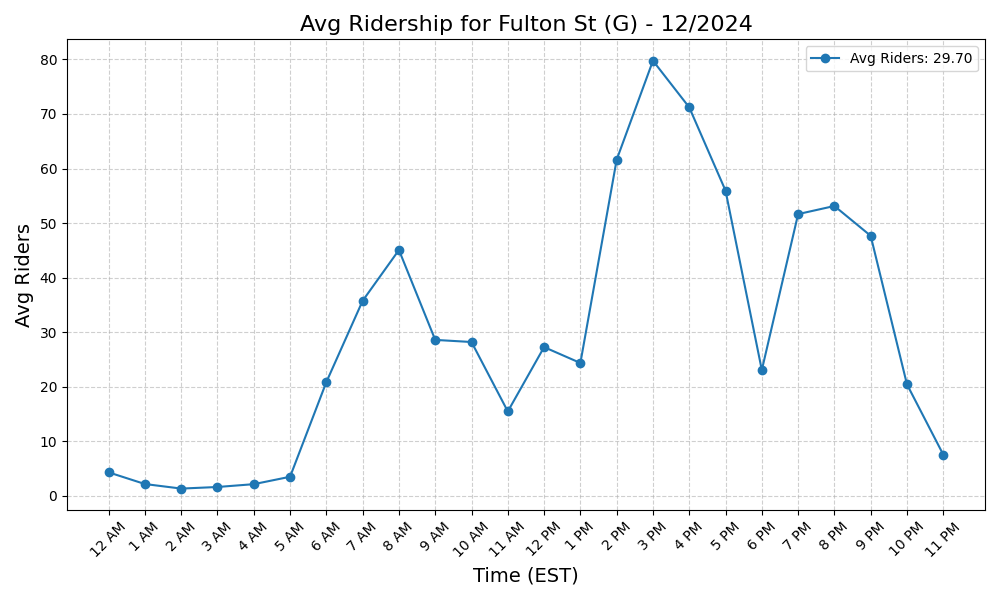 Avg Ridership for Fulton St (G) - 12/2024
Avg Riders: 29.70
Avg Riders
80
70
60
50
40
30
20
10
0
12 AM
1 AM
2 AM
3 AM
4 AM
5 AM
6 AM
7 AM
8 AM
9 AM
10 AM
11 AM
12 PM
1 PM
2 PM
3 PM
4 PM
5 PM
6 PM
7 PM
8 PM
9 PM
10 PM
11 PM
Time (EST)